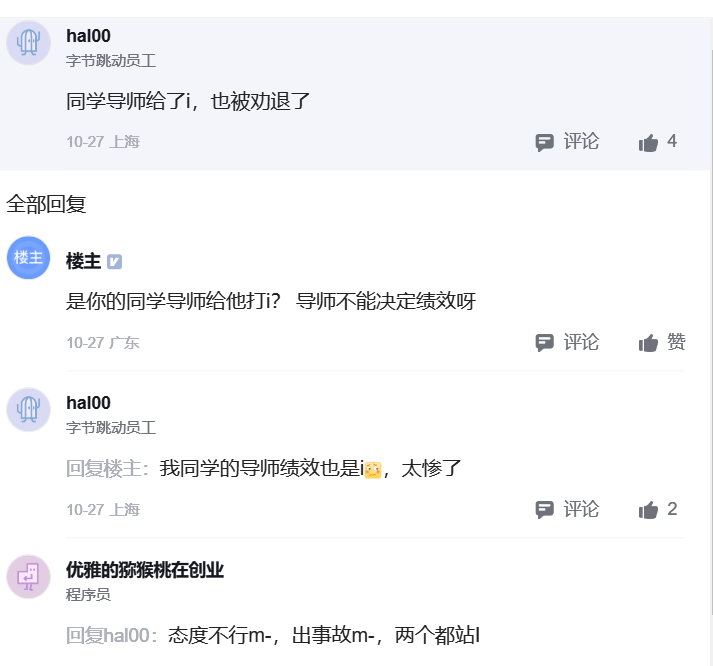 hal00
字节跳动员工
同学导师给了i，也被劝退了
10-27 上海 评论 4
全部回复
楼主 楼主
是你的同学导师给他打i？ 导师不能决定绩效呀
10-27 广东 评论 赞
hal00
字节跳动员工
回复楼主：我同学的导师绩效也是i，太惨了
10-27 上海 评论 2
优雅的猕猴桃在创业
程序员
回复hal00：态度不行m-，出事故m-，两个都站I